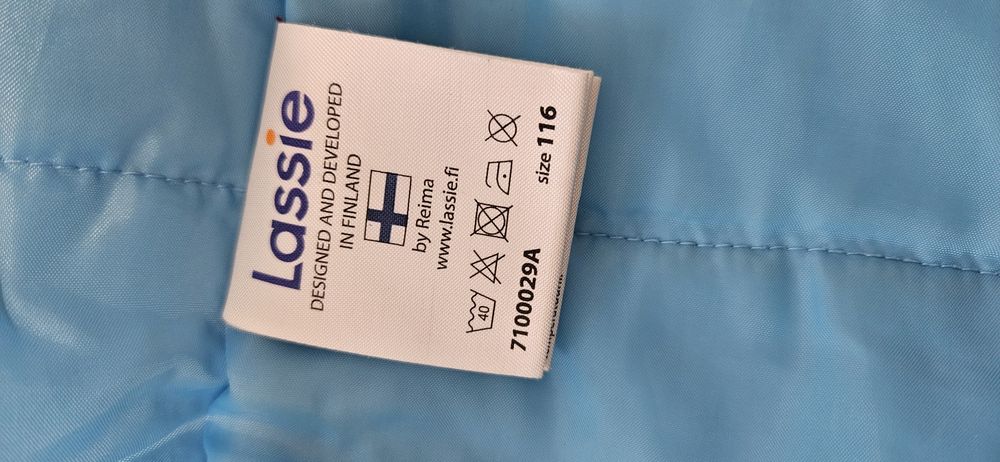 Lassie
DESIGNED AND DEVELOPED
IN FINLAND
by Reima
www.lassie.fi
40
7100029A size 116